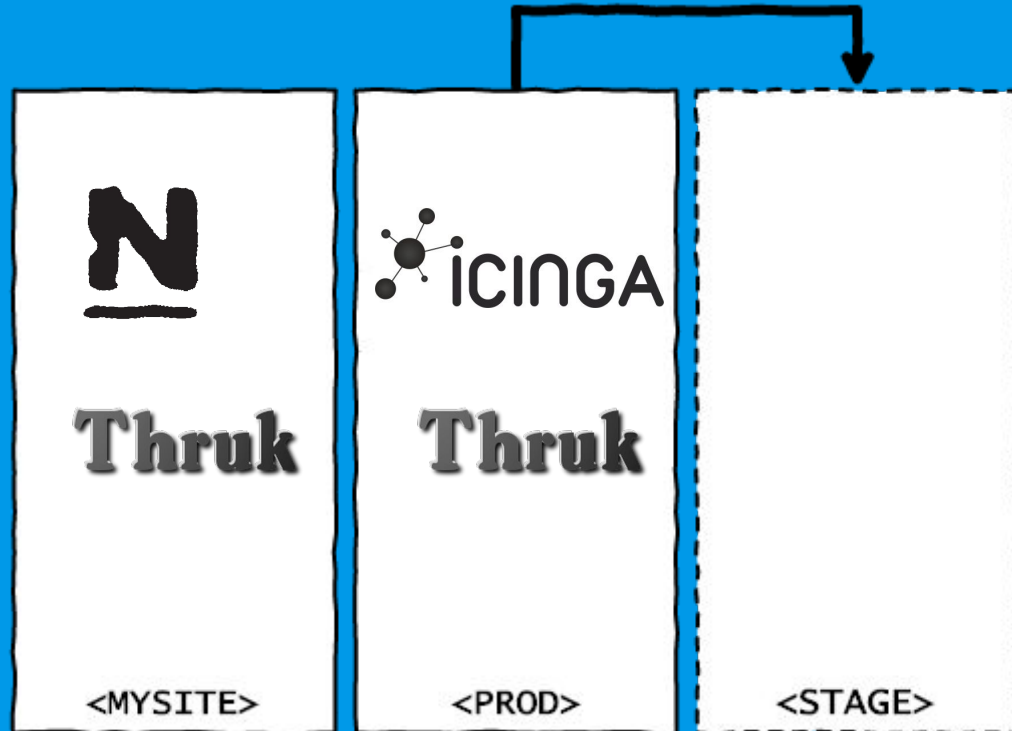 N
ICINGA
Thruk
Thruk
<MYSITE>
<PROD>
<STAGE>